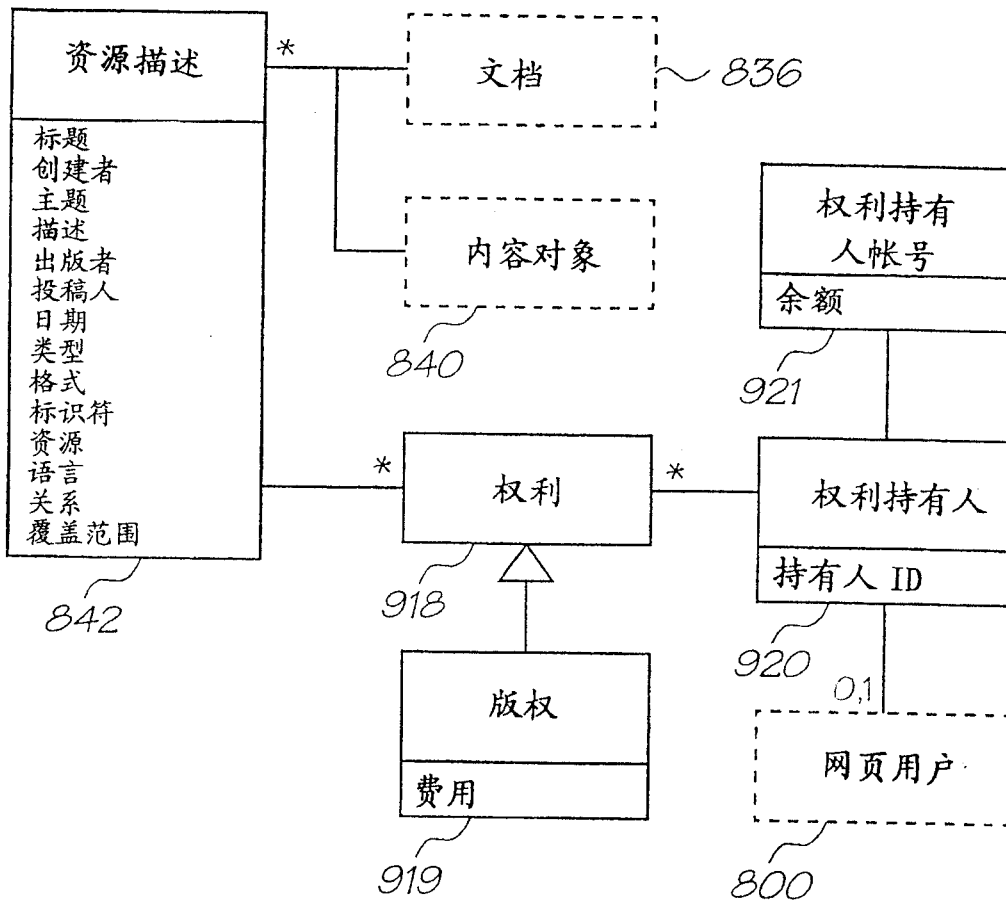 资源描述
标题
创建者
主题
描述
出版者
投稿人
日期
类型
格式
标识符
资源
语言
关系
覆盖范围
842
*
文档
836
内容对象
840
权利持有
人帐号
余额
921
*
权利
918
*
权利持有人
持有人 ID
920
0,1
版权
费用
919
网页用户
800